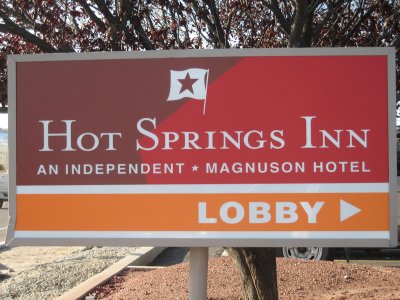 HOT SPRINGS INN
AN INDEPENDENT ★ MAGNUSON HOTEL
LOBBY ▶